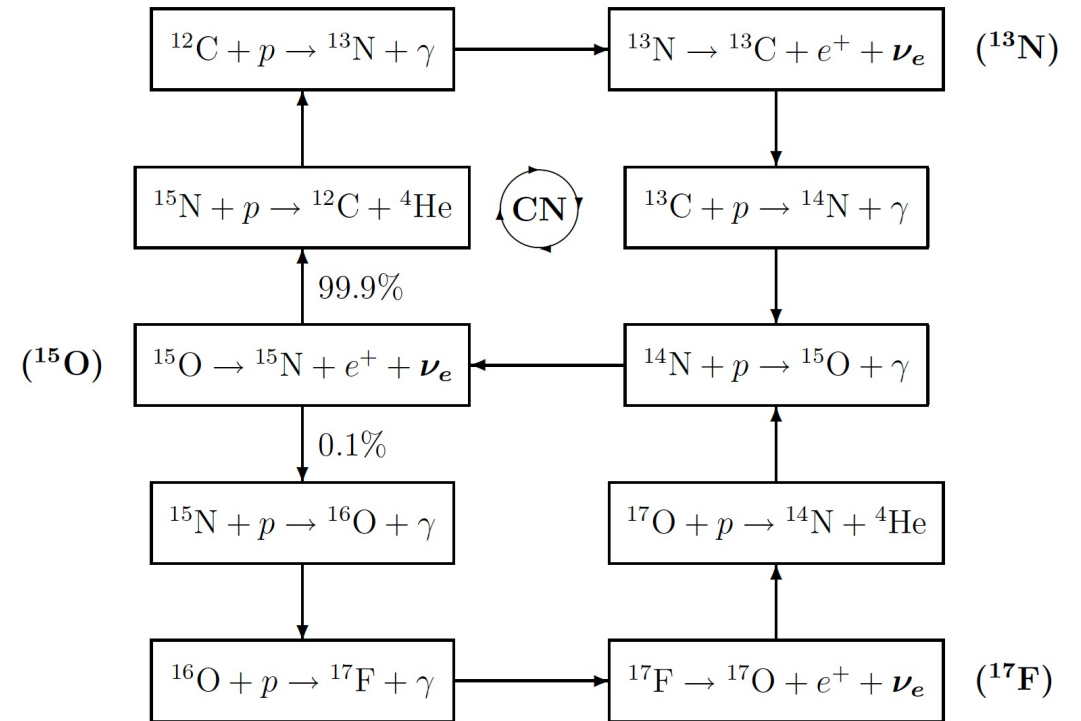 ¹²C + p → ¹³N + γ
¹³N → ¹³C + e⁺ + νₑ
(¹³N)
¹⁵N + p → ¹²C + ⁴He
CN
¹³C + p → ¹⁴N + γ
99.9%
(¹⁵O)
¹⁵O → ¹⁵N + e⁺ + νₑ
¹⁴N + p → ¹⁵O + γ
0.1%
¹⁵N + p → ¹⁶O + γ
¹⁷O + p → ¹⁴N + ⁴He
¹⁶O + p → ¹⁷F + γ
¹⁷F → ¹⁷O + e⁺ + νₑ
(¹⁷F)